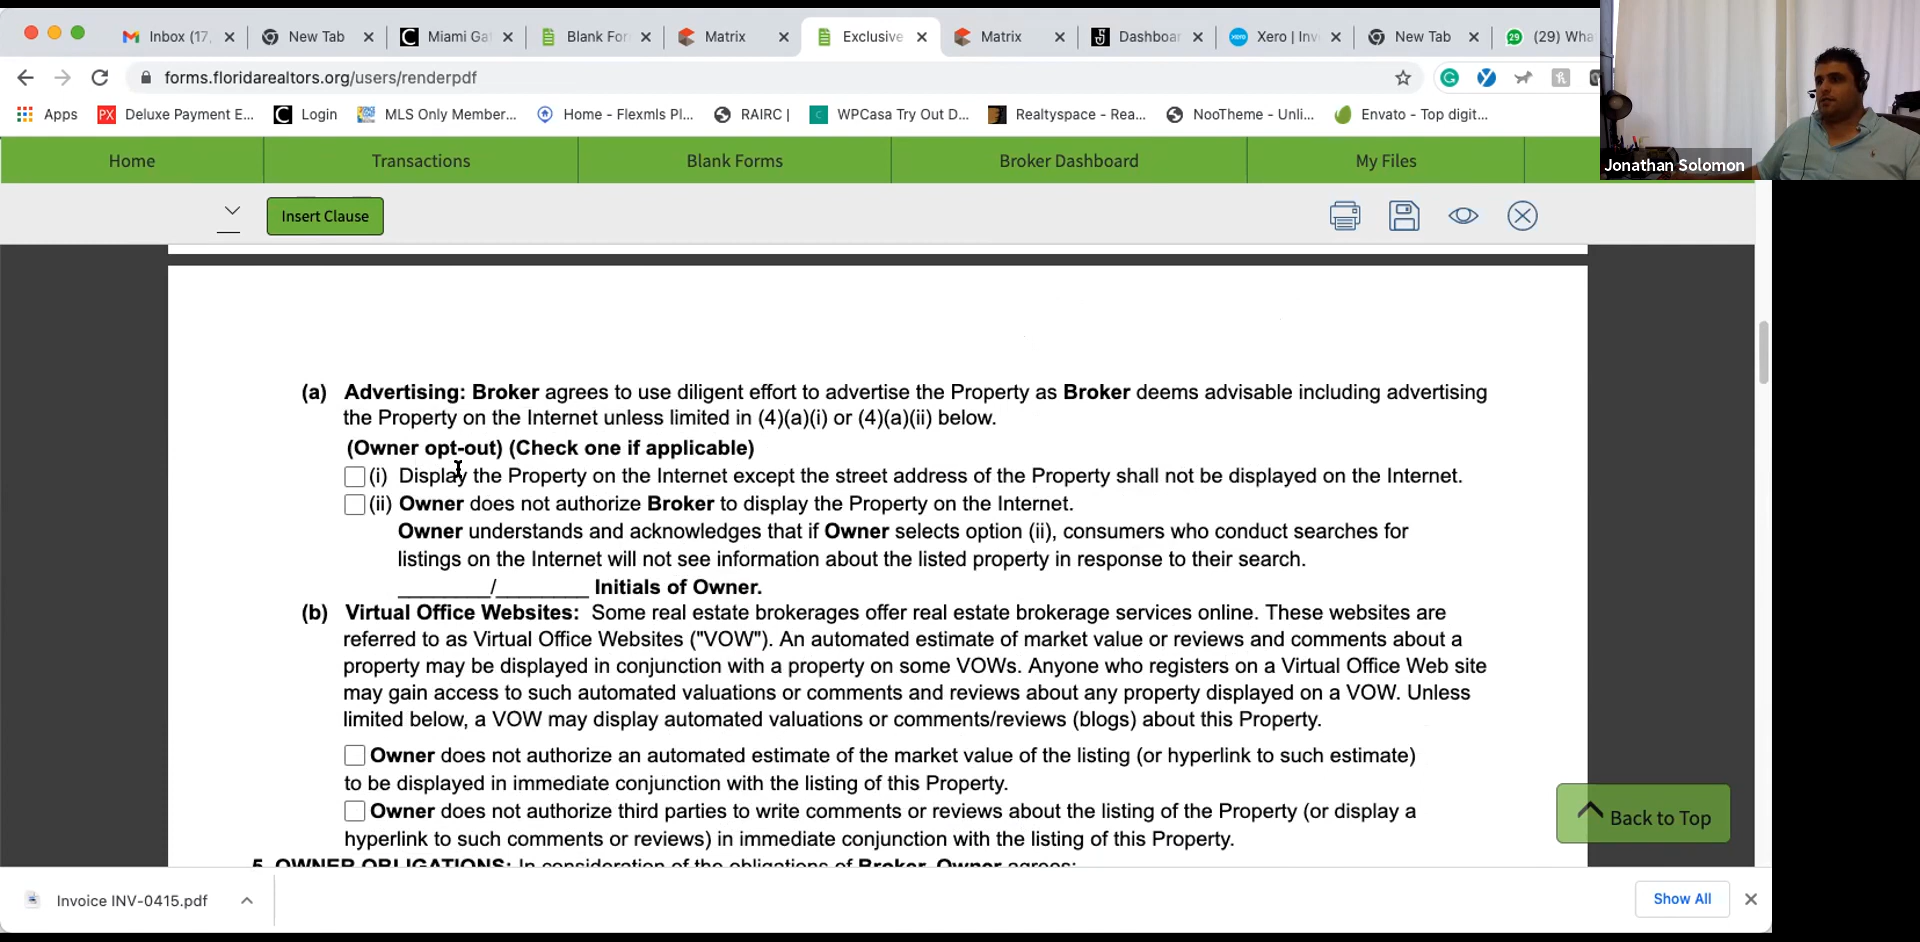 Inbox (17,
New Tab
Miami Ga
Blank For
Matrix
Exclusive
Matrix
Dashboar
Xero | Inv
New Tab
(29) Wha
forms.floridarealtors.org/users/renderpdf
Apps
Deluxe Payment E...
Login
MLS Only Member...
Home - Flexmls Pl...
RAIRC |
WPCasa Try Out D...
Realtyspace - Rea...
NooTheme - Unli...
Envato - Top digit...
Jonathan Solomon
Home
Transactions
Blank Forms
Broker Dashboard
My Files
Insert Clause
(a) Advertising: Broker agrees to use diligent effort to advertise the Property as Broker deems advisable including advertising
the Property on the Internet unless limited in (4)(a)(i) or (4)(a)(ii) below.
(Owner opt-out) (Check one if applicable)
(i) Display the Property on the Internet except the street address of the Property shall not be displayed on the Internet.
(ii) Owner does not authorize Broker to display the Property on the Internet.
Owner understands and acknowledges that if Owner selects option (ii), consumers who conduct searches for
listings on the Internet will not see information about the listed property in response to their search.
________/________ Initials of Owner.
(b) Virtual Office Websites: Some real estate brokerages offer real estate brokerage services online. These websites are
referred to as Virtual Office Websites ("VOW"). An automated estimate of market value or reviews and comments about a
property may be displayed in conjunction with a property on some VOWs. Anyone who registers on a Virtual Office Web site
may gain access to such automated valuations or comments and reviews about any property displayed on a VOW. Unless
limited below, a VOW may display automated valuations or comments/reviews (blogs) about this Property.
Owner does not authorize an automated estimate of the market value of the listing (or hyperlink to such estimate)
to be displayed in immediate conjunction with the listing of this Property.
Owner does not authorize third parties to write comments or reviews about the listing of the Property (or display a
hyperlink to such comments or reviews) in immediate conjunction with the listing of this Property.
5. OWNER OBLIGATIONS: In consideration of the obligations of Broker, Owner agrees:
Back to Top
Invoice INV-0415.pdf
Show All